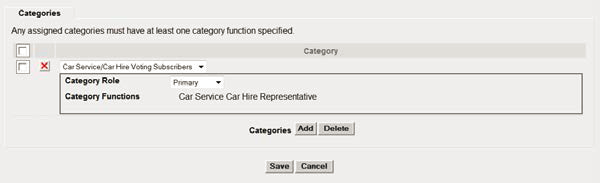 Categories
Any assigned categories must have at least one category function specified.
Category
Car Service/Car Hire Voting Subscribers
Category Role Primary
Category Functions Car Service Car Hire Representative
Categories Add Delete
Save Cancel